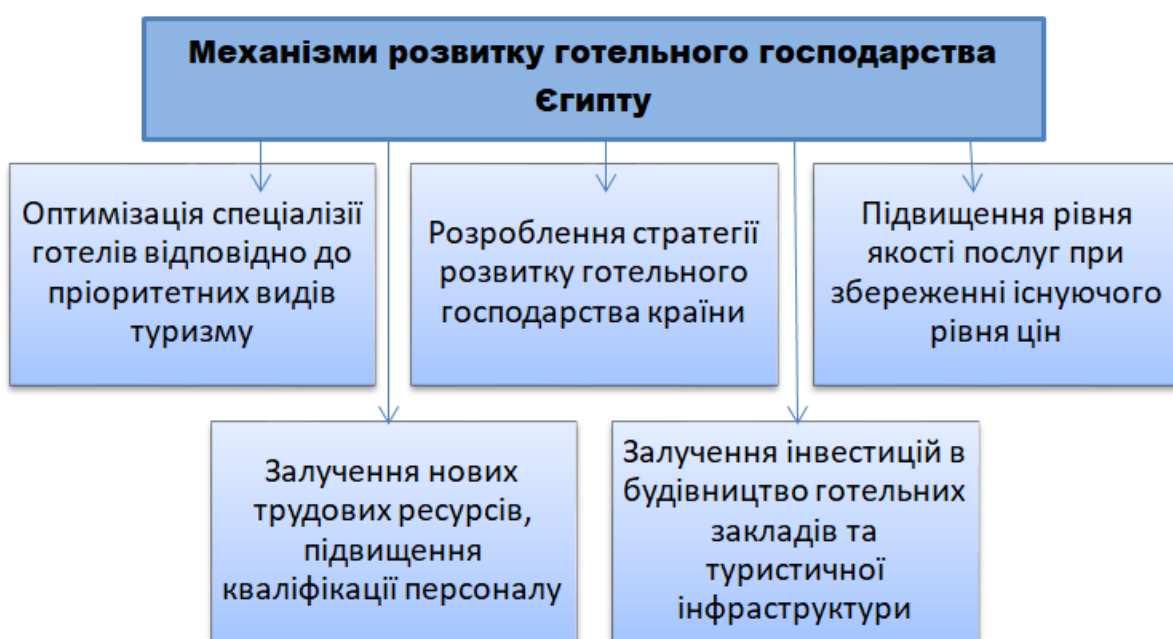 Механізми розвитку готельного господарства
Єгипту
Оптимізація спеціалізії
готелів відповідно до
пріоритетних видів
туризму
Розроблення стратегії
розвитку готельного
господарства країни
Підвищення рівня
якості послуг при
збереженні існуючого
рівня цін
Залучення нових
трудових ресурсів,
підвищення
кваліфікації персоналу
Залучення інвестицій в
будівництво готельних
закладів та
туристичної
інфраструктури